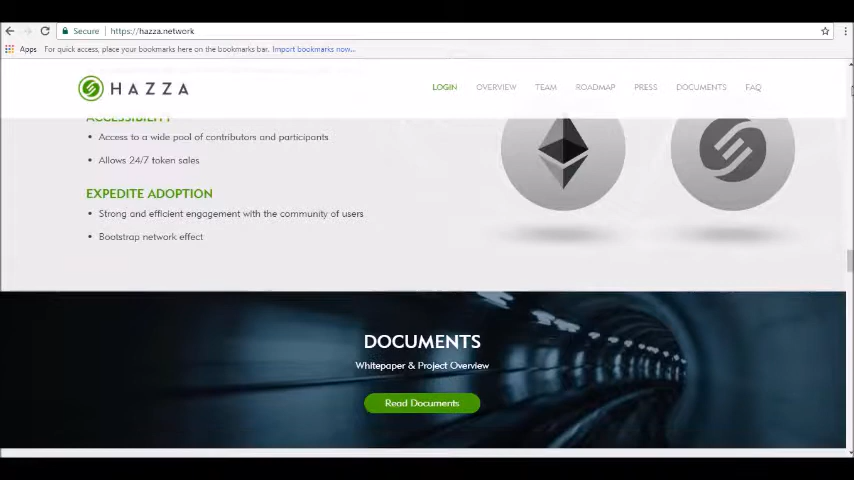 Secure https://hazza.network
Apps For quick access, place your bookmarks here on the bookmarks bar. Import bookmarks now...
HAZZA LOGIN OVERVIEW TEAM ROADMAP PRESS DOCUMENTS FAQ
ACCESSIBILITY
• Access to a wide pool of contributors and participants
• Allows 24/7 token sales
EXPEDITE ADOPTION
• Strong and efficient engagement with the community of users
• Bootstrap network effect
DOCUMENTS
Whitepaper & Project Overview
Read Documents